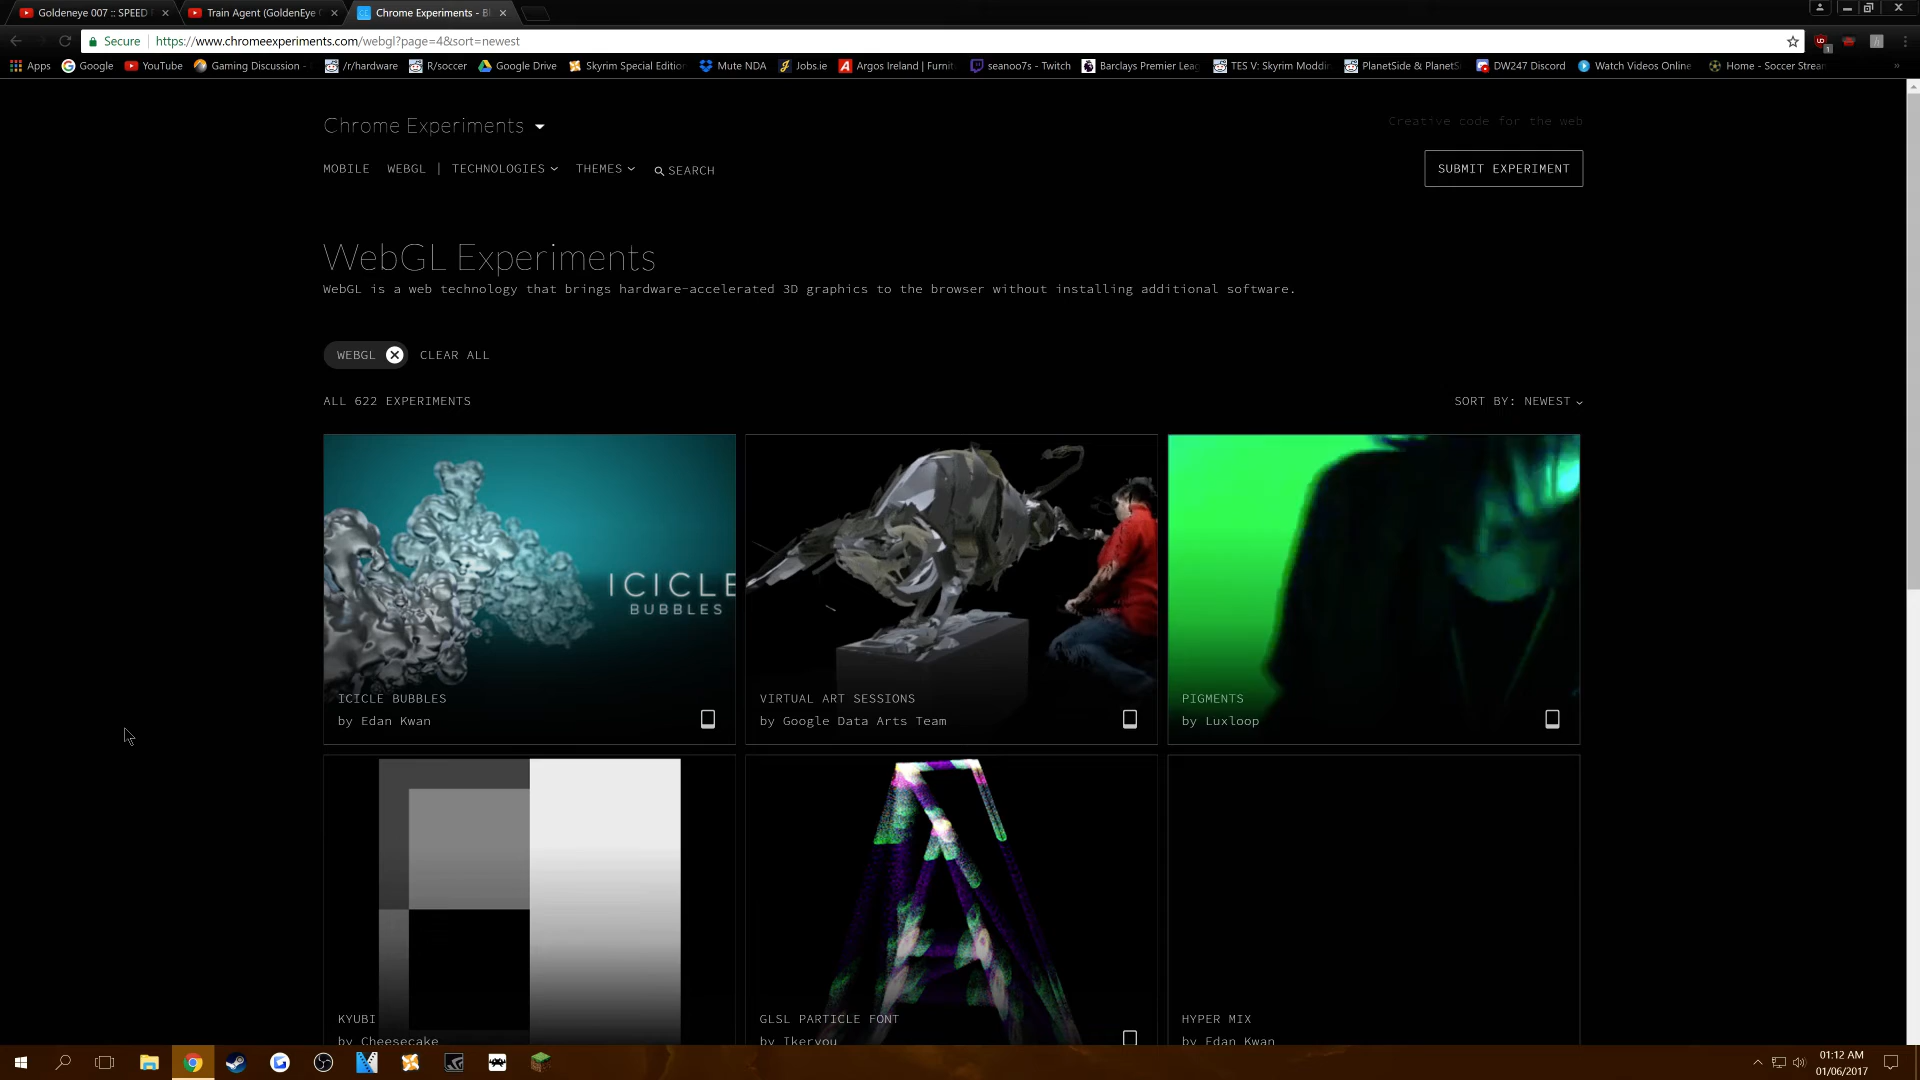 Goldeneye 007 :: SPEED
Train Agent (GoldenEye
Chrome Experiments - B
Secure
https://www.chromeexperiments.com/webgl?page=4&sort=newest
Apps
Google
YouTube
Gaming Discussion -
/r/hardware
R/soccer
Google Drive
Skyrim Special Edition
Mute NDA
Jobs.ie
Argos Ireland | Furnit
seanoo7s - Twitch
Barclays Premier Leag
TES V: Skyrim Moddin
PlanetSide & PlanetS
DW247 Discord
Watch Videos Online
Home - Soccer Strean
»
Chrome Experiments
Creative code for the web
MOBILE WEBGL | TECHNOLOGIES THEMES SEARCH
SUBMIT EXPERIMENT
WebGL Experiments
WebGL is a web technology that brings hardware-accelerated 3D graphics to the browser without installing additional software.
WEBGL CLEAR ALL
ALL 622 EXPERIMENTS
SORT BY: NEWEST
ICICLE
BUBBLES
ICICLE BUBBLES
by Edan Kwan
VIRTUAL ART SESSIONS
by Google Data Arts Team
PIGMENTS
by Luxloop
KYUBI
by Cheesecake
GLSL PARTICLE FONT
by Ikeryou
HYPER MIX
by Edan Kwan
01:12 AM
01/06/2017